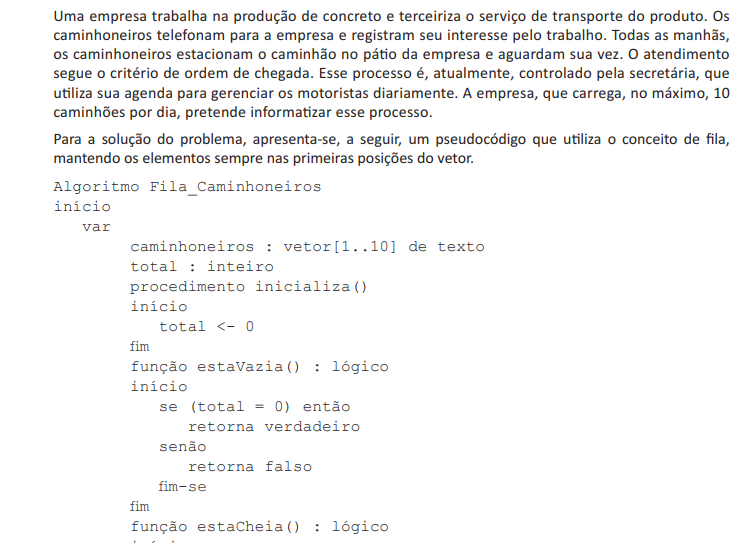 Uma empresa trabalha na produção de concreto e terceiriza o serviço de transporte do produto. Os
caminhoneiros telefonam para a empresa e registram seu interesse pelo trabalho. Todas as manhãs,
os caminhoneiros estacionam o caminhão no pátio da empresa e aguardam sua vez. O atendimento
segue o critério de ordem de chegada. Esse processo é, atualmente, controlado pela secretária, que
utiliza sua agenda para gerenciar os motoristas diariamente. A empresa, que carrega, no máximo, 10
caminhões por dia, pretende informatizar esse processo.
Para a solução do problema, apresenta-se, a seguir, um pseudocódigo que utiliza o conceito de fila,
mantendo os elementos sempre nas primeiras posições do vetor.
Algoritmo Fila_Caminhoneiros
início
var
caminhoneiros : vetor[1..10] de texto
total : inteiro
procedimento inicializa()
início
total <- 0
fim
função estaVazia() : lógico
início
se (total = 0) então
retorna verdadeiro
senão
retorna falso
fim-se
fim
função estaCheia() : lógico